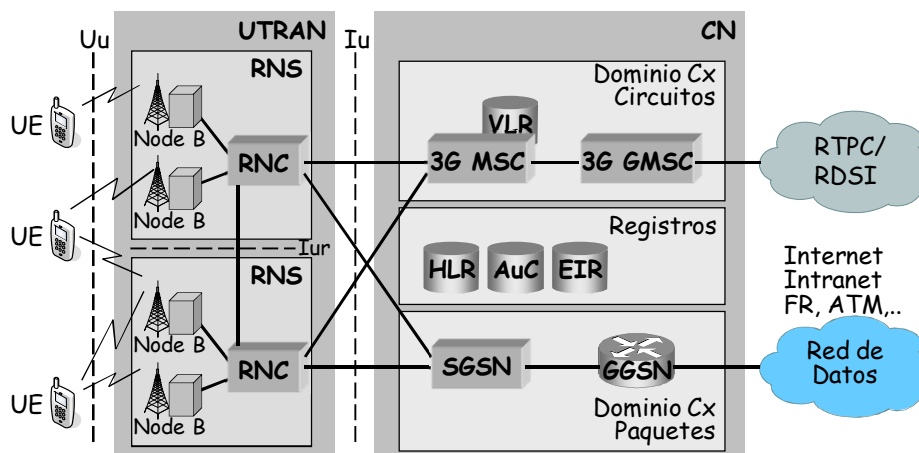 Uu
UTRAN
Iu
CN
RNS
Dominio Cx
Circuitos
UE
Node B
VLR
RNC
3G MSC
3G GMSC
RTPC/
RDSI
Node B
UE
Iur
Registros
RNS
HLR
AuC
EIR
Internet
Intranet
FR, ATM,..
Node B
RNC
SGSN
GGSN
Red de
Datos
UE
Node B
Dominio Cx
Paquetes